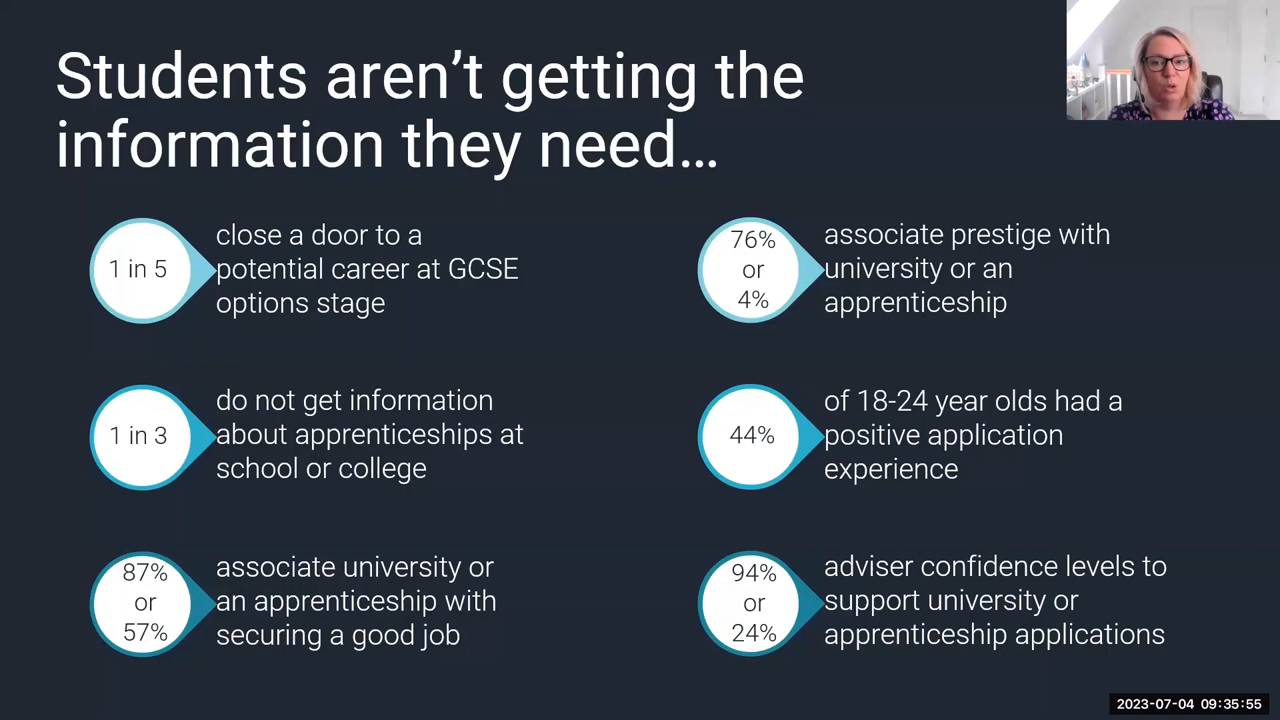 Students aren’t getting the
information they need…
1 in 5
close a door to a
potential career at GCSE
options stage
76%
or
4%
associate prestige with
university or an
apprenticeship
1 in 3
do not get information
about apprenticeships at
school or college
44%
of 18-24 year olds had a
positive application
experience
87%
or
57%
associate university or
an apprenticeship with
securing a good job
94%
or
24%
adviser confidence levels to
support university or
apprenticeship applications
2023-07-04 09:35:55